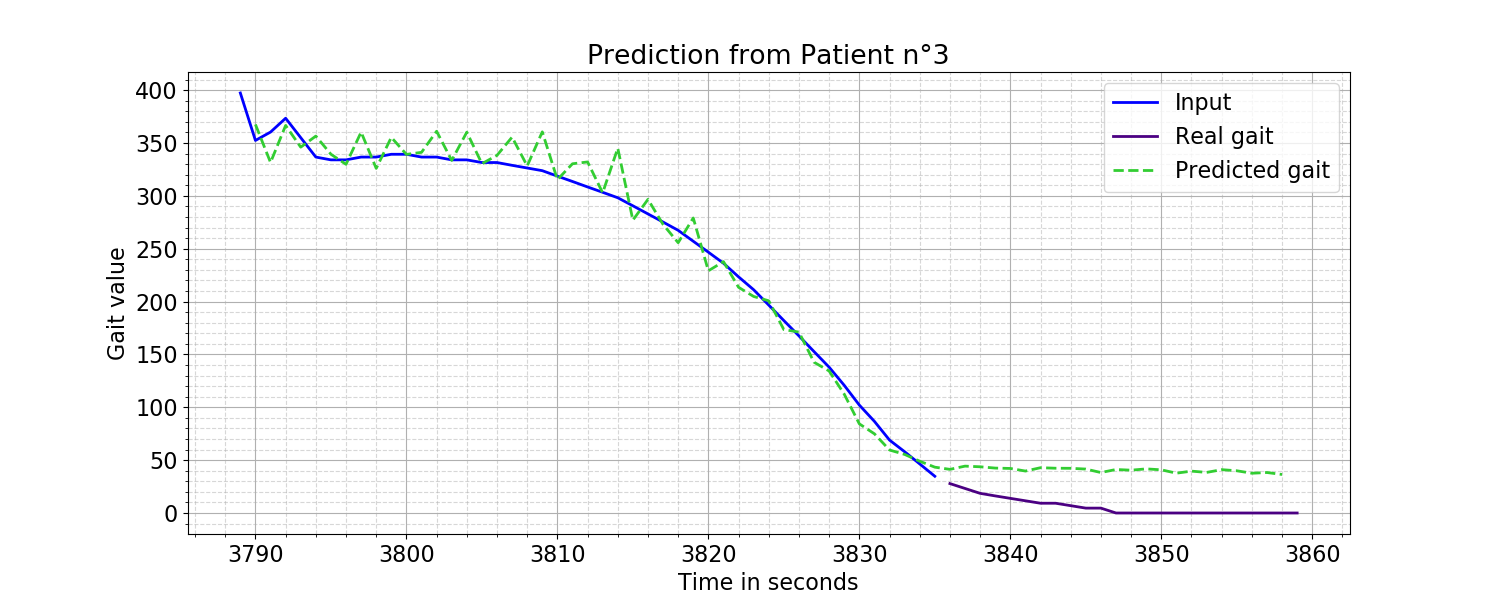 Prediction from Patient n°3
Input
Real gait
Predicted gait
Gait value
400
350
300
250
200
150
100
50
0
3790 3800 3810 3820 3830 3840 3850 3860
Time in seconds